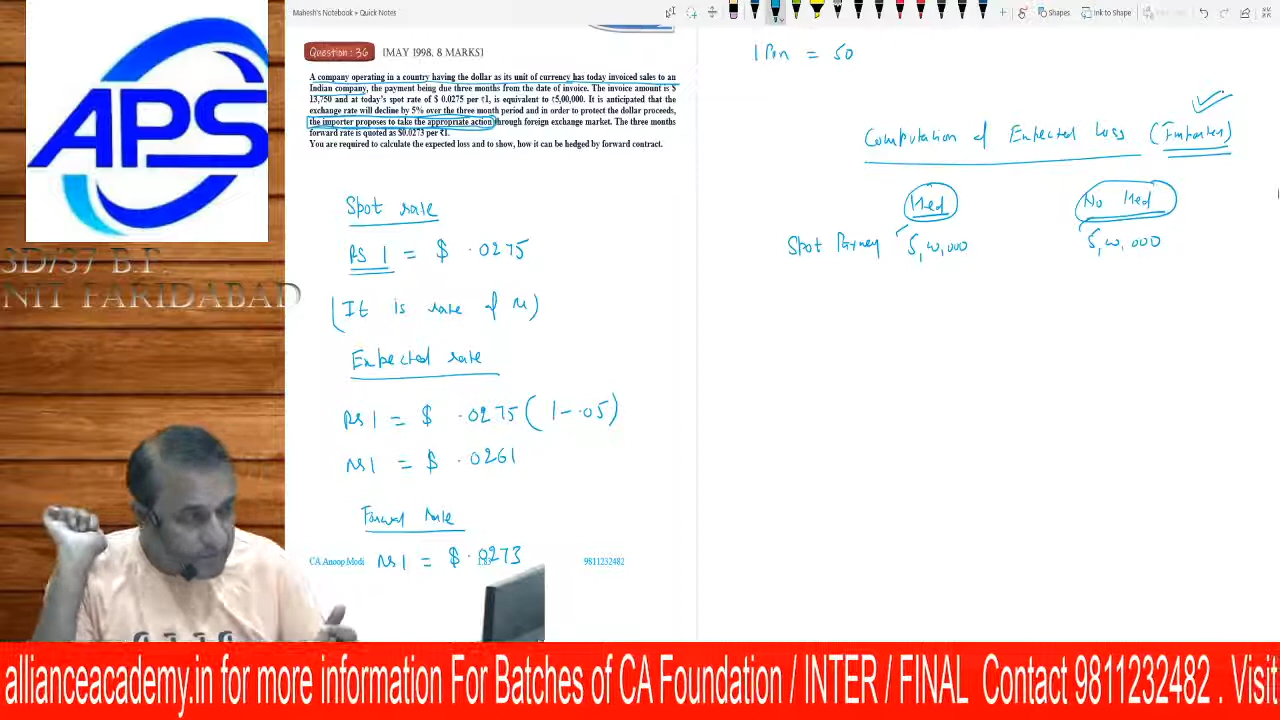 Mahesh's Notebook » Quick Notes
Shapes
Ink to Shape
APS
3D/37 B.P.
NIT FARIDABAD
Question : 36 [MAY 1998, 8 MARKS]
A company operating in a country having the dollar as its unit of currency has today invoiced sales to an
Indian company, the payment being due three months from the date of invoice. The invoice amount is $
13,750 and at today's spot rate of $ 0.0275 per ₹1, is equivalent to ₹5,00,000. It is anticipated that the
exchange rate will decline by 5% over the three month period and in order to protect the dollar proceeds,
the importer proposes to take the appropriate action through foreign exchange market. The three months
forward rate is quoted as $0.0273 per ₹1.
You are required to calculate the expected loss and to show, how it can be hedged by forward contract.
Spot rate
RS 1 = $ .0275
(It is rate of
Expected rate
RS 1 = $ .0275 (1-.05)
RS 1 = $ .0261
Forward rate
RS 1 = $ .0273
CA Anoop Modi
9811232482
= 50
Computation of Expected Loss (Importer)
Hed
No Hed
Spot
5,00,000
5,00,000
allianceacademy.in for more information For Batches of CA Foundation / INTER / FINAL Contact 9811232482 . Visit